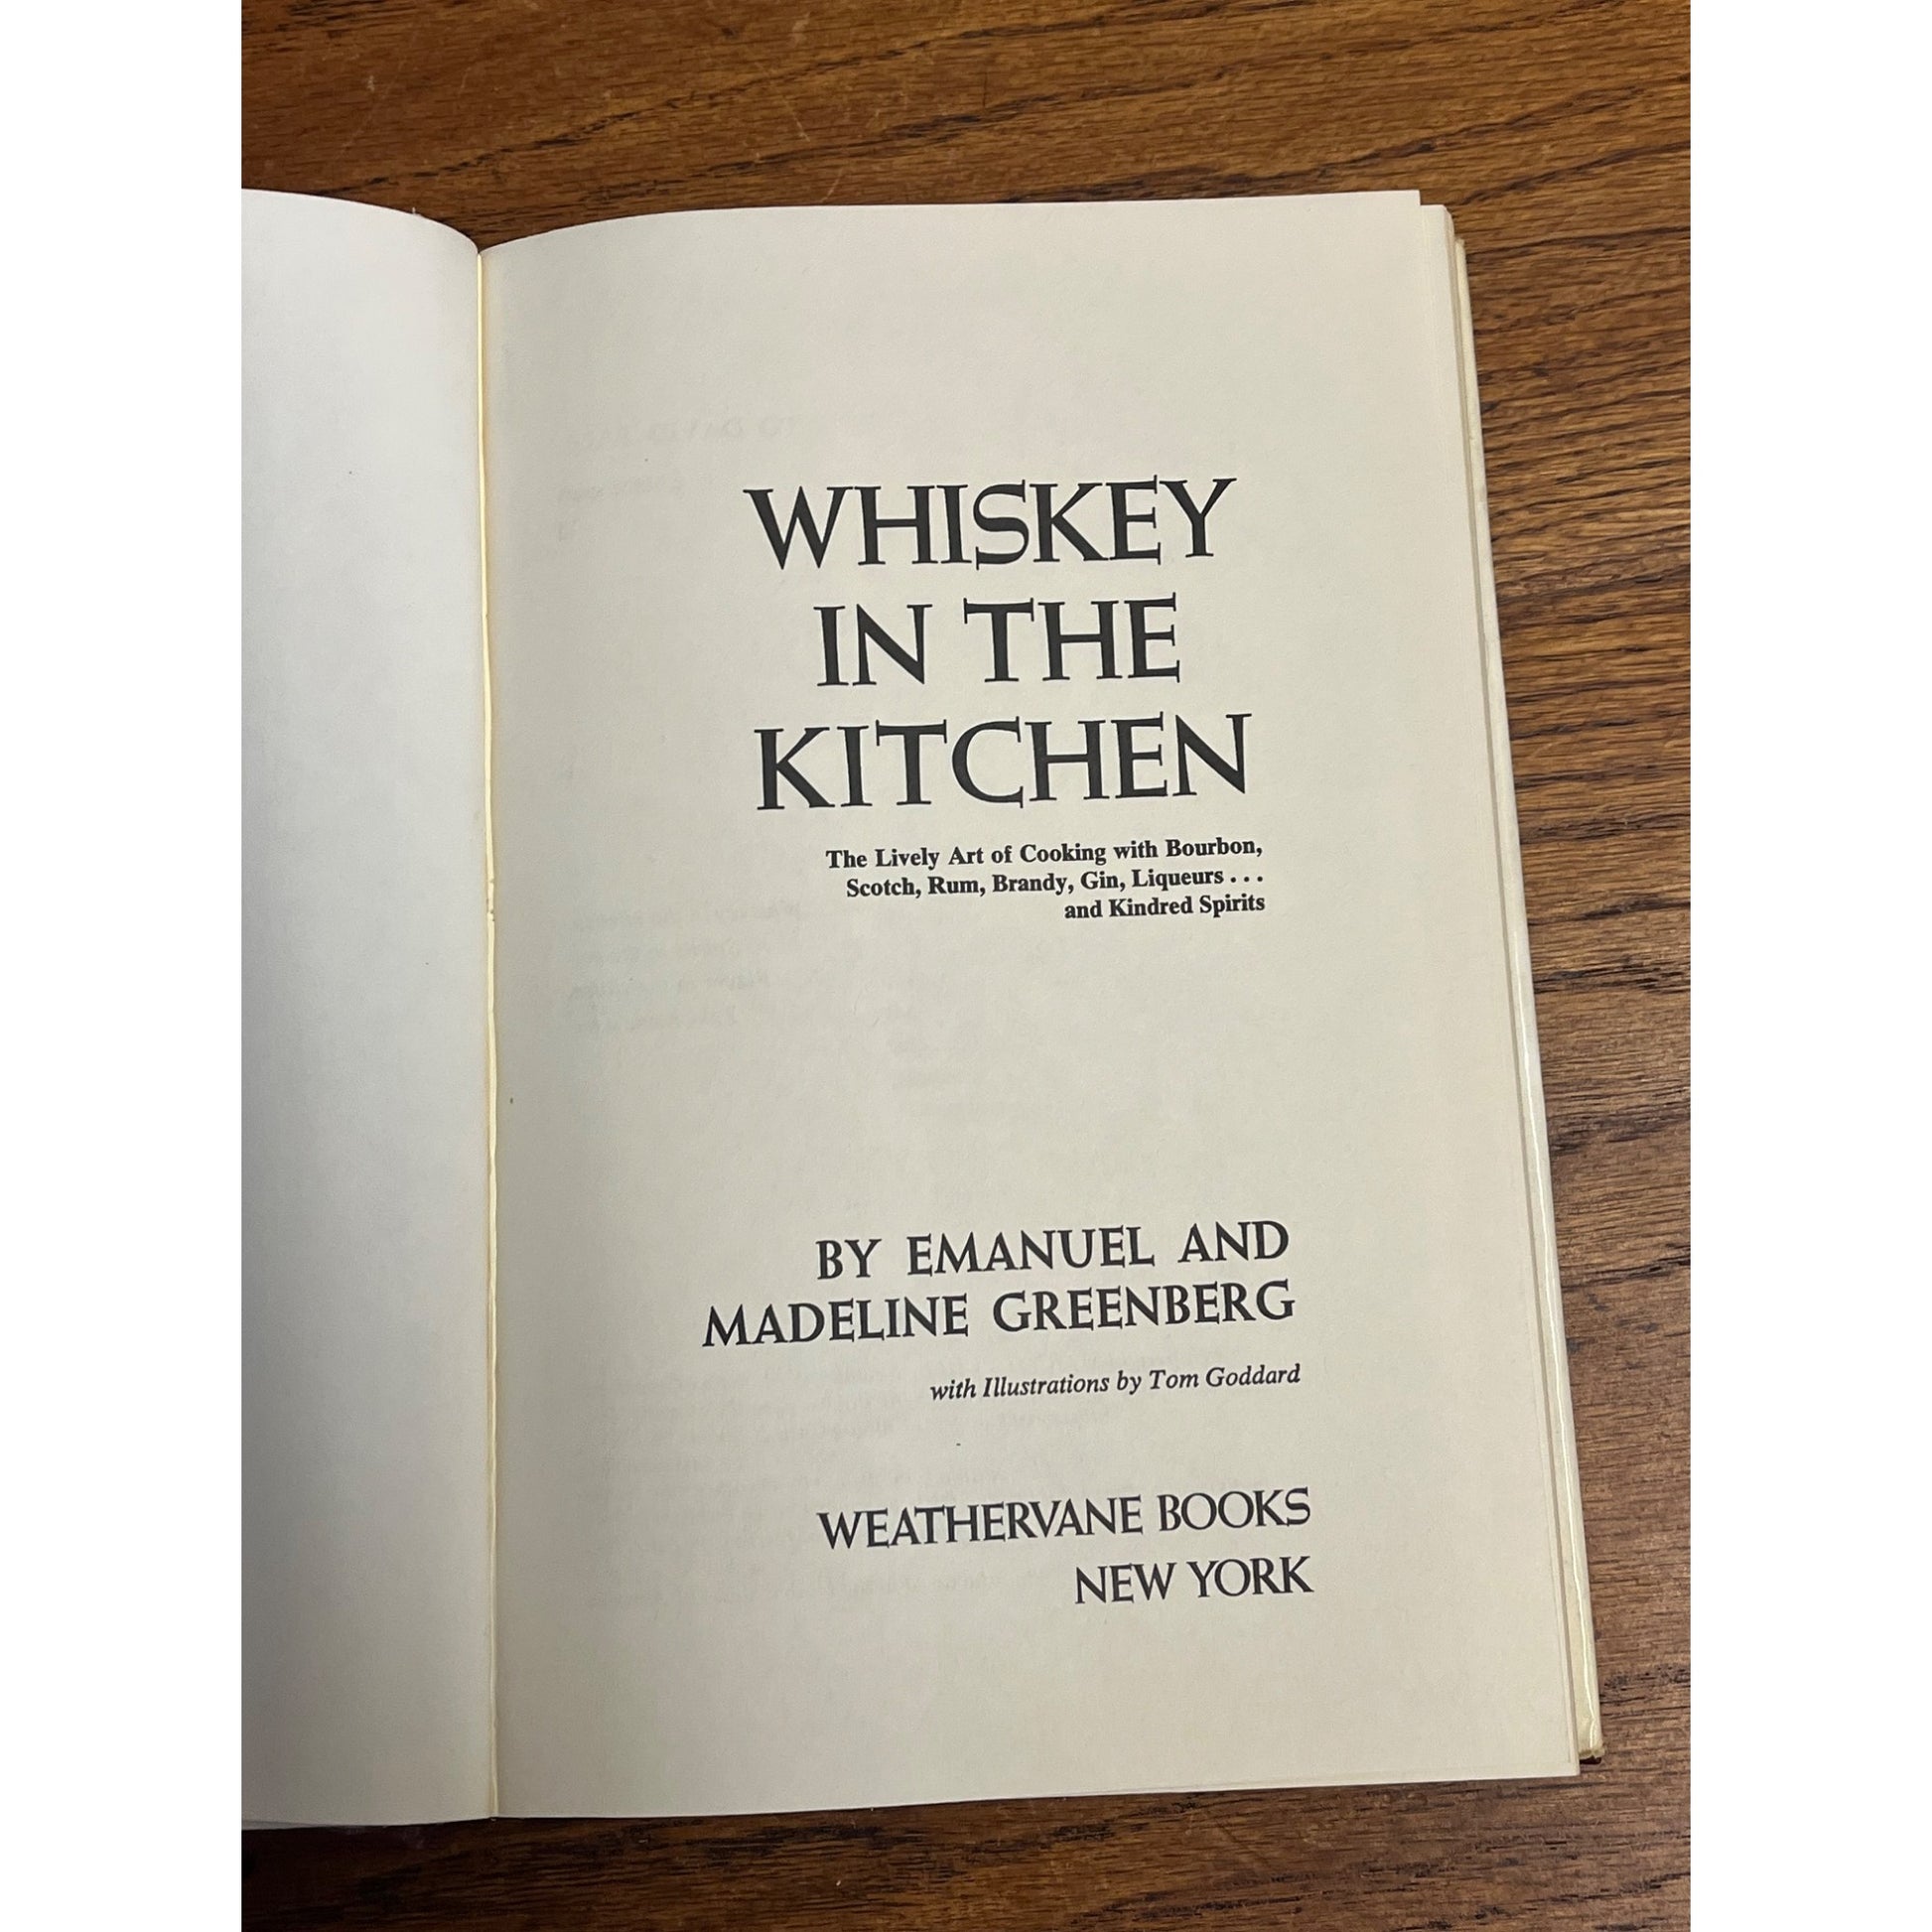 WHISKEY
IN THE
KITCHEN
The Lively Art of Cooking with Bourbon,
Scotch, Rum, Brandy, Gin, Liqueurs . . .
and Kindred Spirits
BY EMANUEL AND
MADELINE GREENBERG
with Illustrations by Tom Goddard
WEATHERVANE BOOKS
NEW YORK